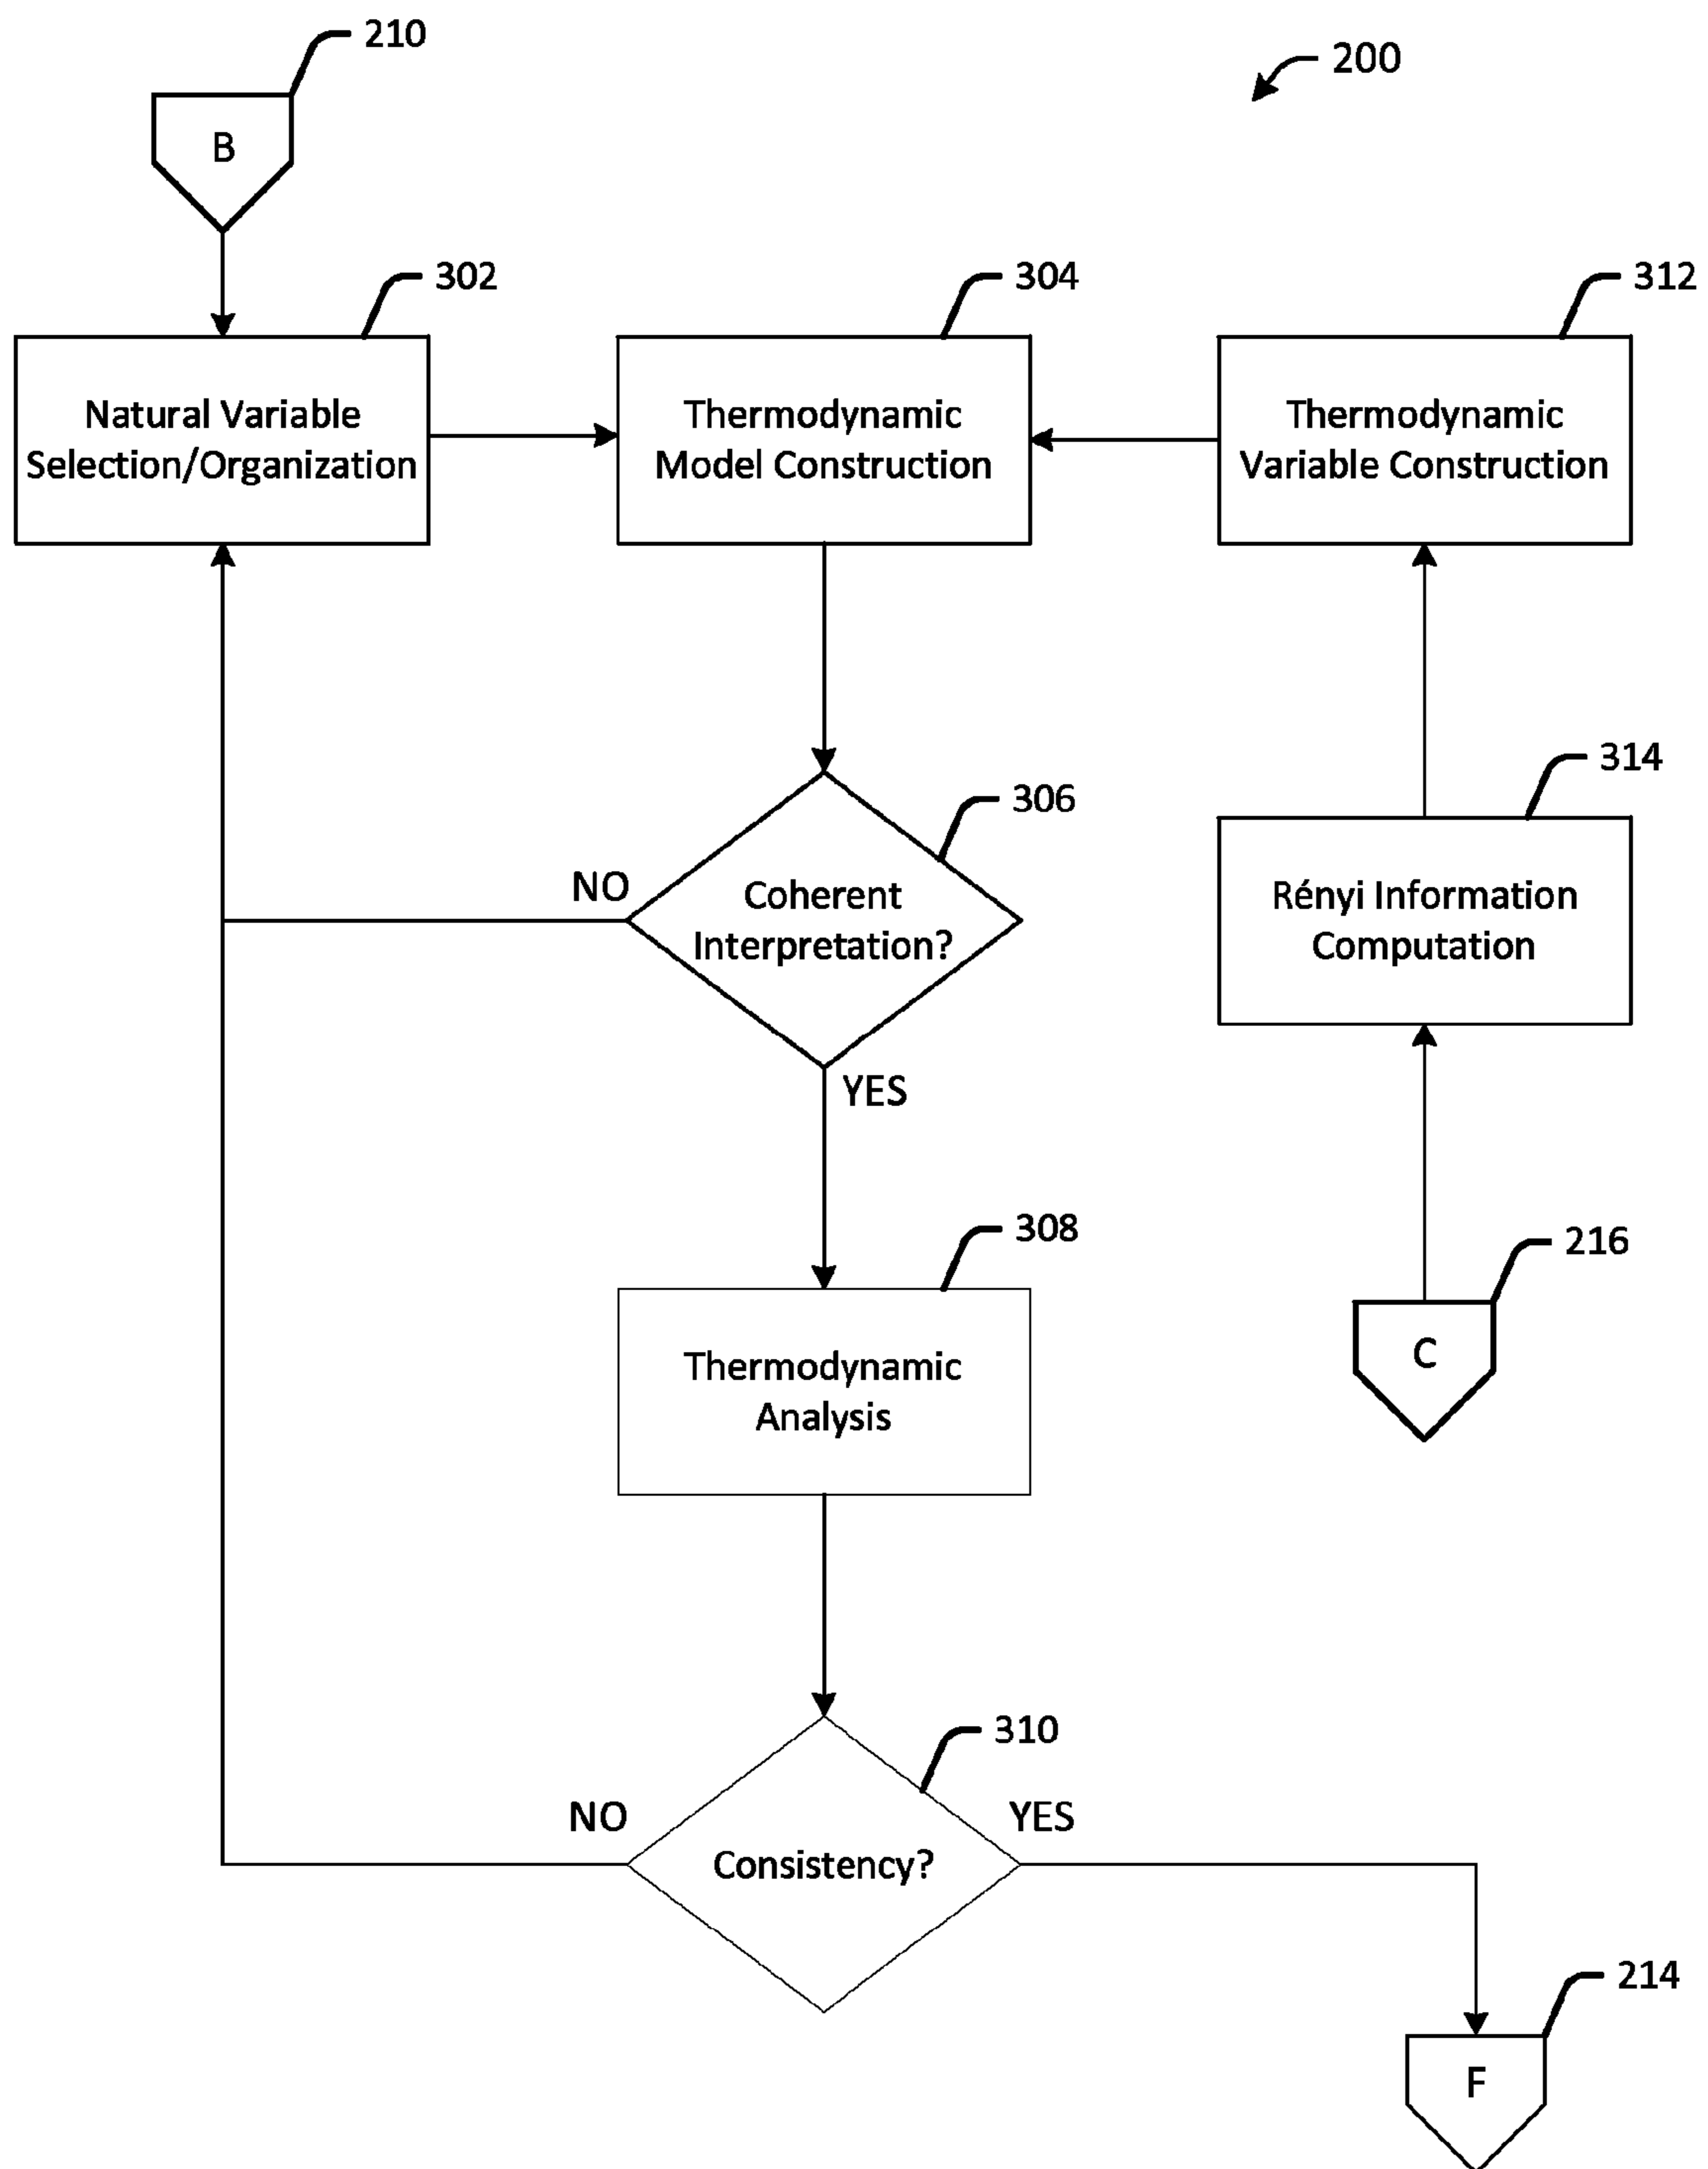 210
200
B
302
304
312
Natural Variable
Selection/Organization
Thermodynamic
Model Construction
Thermodynamic
Variable Construction
314
306
NO
Coherent
Interpretation?
Rényi Information
Computation
YES
308
216
Thermodynamic
Analysis
C
310
NO
YES
Consistency?
214
F